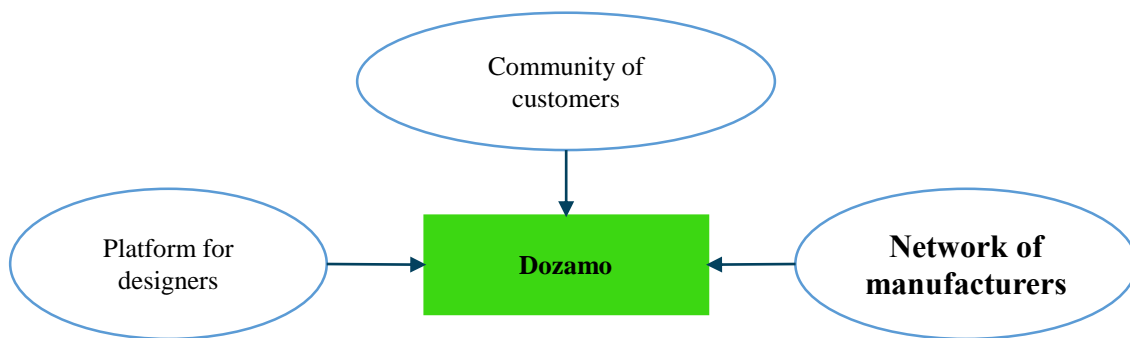 Community of
customers
Platform for
designers
Dozamo
Network of
manufacturers